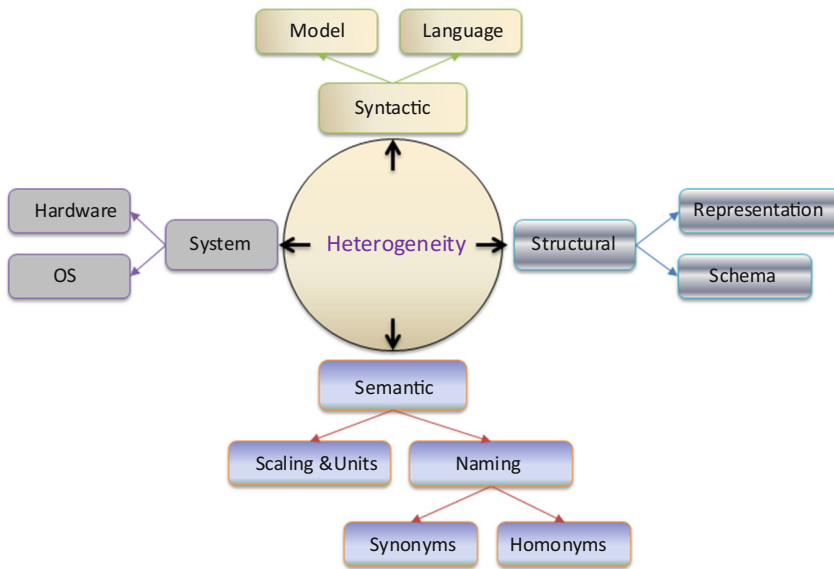 Model
Language
Syntactic
Hardware
System
OS
Heterogeneity
Structural
Representation
Schema
Semantic
Scaling &Units
Naming
Synonyms
Homonyms